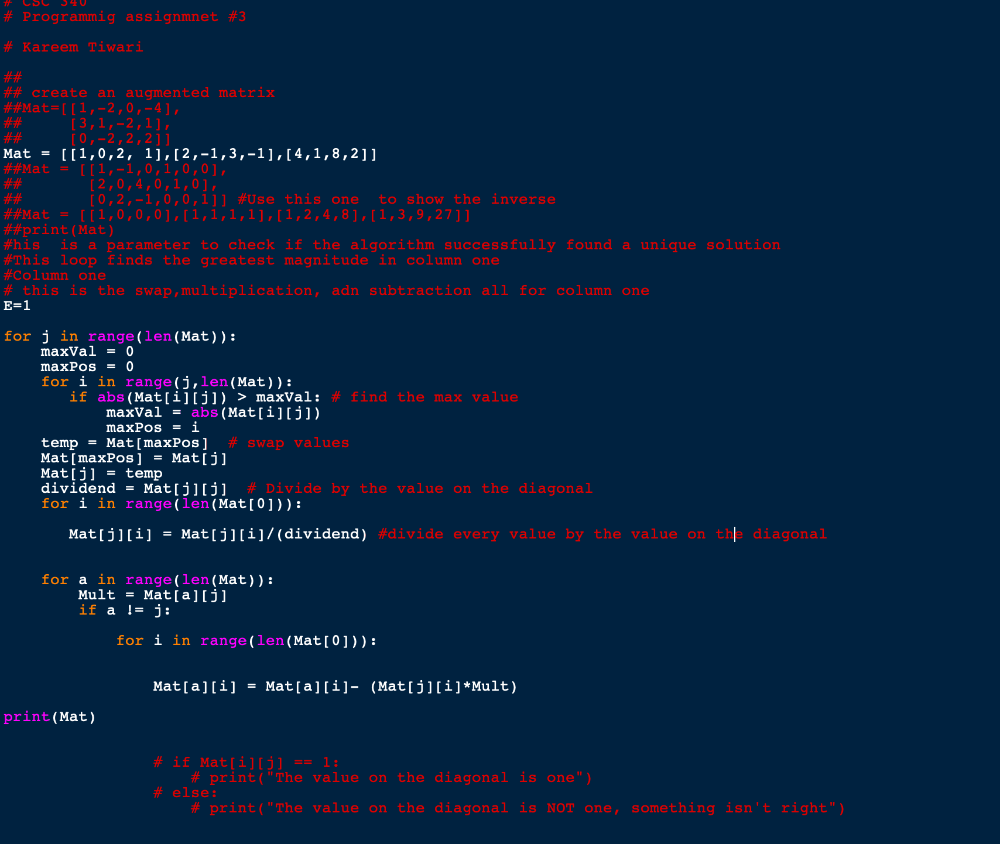 # CSC 340
# Programmig assignmnet #3
# Kareem Tiwari
##
## create an augmented matrix
##Mat=[[1,-2,0,-4],
##     [3,1,-2,1],
##     [0,-2,2,2]]
Mat = [[1,0,2, 1],[2,-1,3,-1],[4,1,8,2]]
##Mat = [[1,-1,0,1,0,0],
##       [2,0,4,0,1,0],
##       [0,2,-1,0,0,1]] #Use this one  to show the inverse
##Mat = [[1,0,0,0],[1,1,1,1],[1,2,4,8],[1,3,9,27]]
##print(Mat)
#his  is a parameter to check if the algorithm successfully found a unique solution
#This loop finds the greatest magnitude in column one
#Column one
# this is the swap,multiplication, adn subtraction all for column one
E=1
for j in range(len(Mat)):
    maxVal = 0
    maxPos = 0
    for i in range(j,len(Mat)):
       if abs(Mat[i][j]) > maxVal: # find the max value
           maxVal = abs(Mat[i][j])
           maxPos = i
    temp = Mat[maxPos]  # swap values
    Mat[maxPos] = Mat[j]
    Mat[j] = temp
    dividend = Mat[j][j]  # Divide by the value on the diagonal
    for i in range(len(Mat[0])):
       Mat[j][i] = Mat[j][i]/(dividend) #divide every value by the value on the diagonal
    for a in range(len(Mat)):
        Mult = Mat[a][j]
        if a != j:
            for i in range(len(Mat[0])):
                Mat[a][i] = Mat[a][i]- (Mat[j][i]*Mult)
print(Mat)
                # if Mat[i][j] == 1:
                    # print("The value on the diagonal is one")
                # else:
                    # print("The value on the diagonal is NOT one, something isn't right")